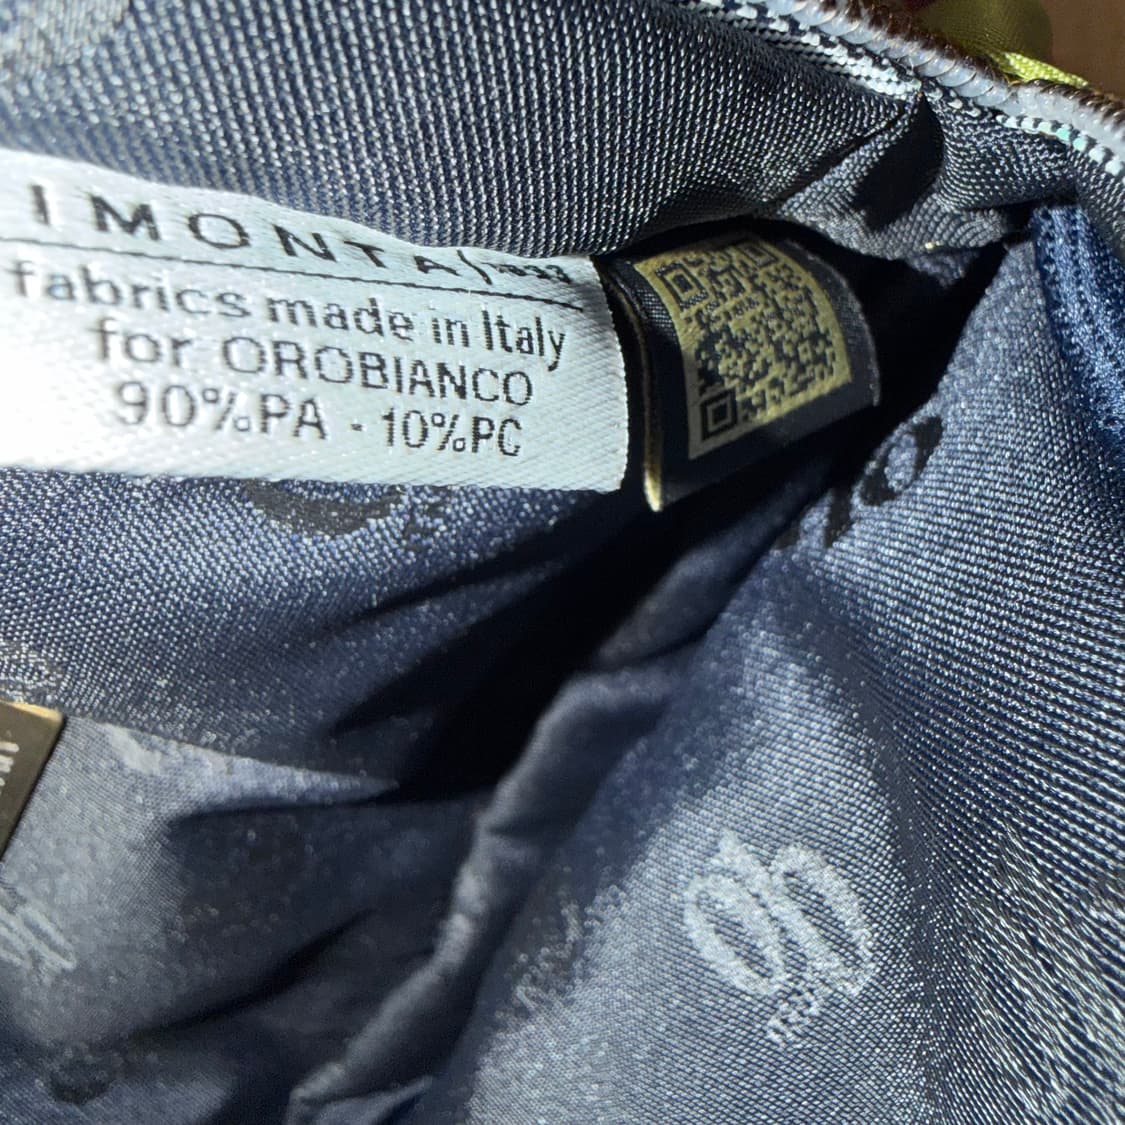 IMONTA
fabrics made in Italy
for OROBIANCO
90%PA - 10%PC